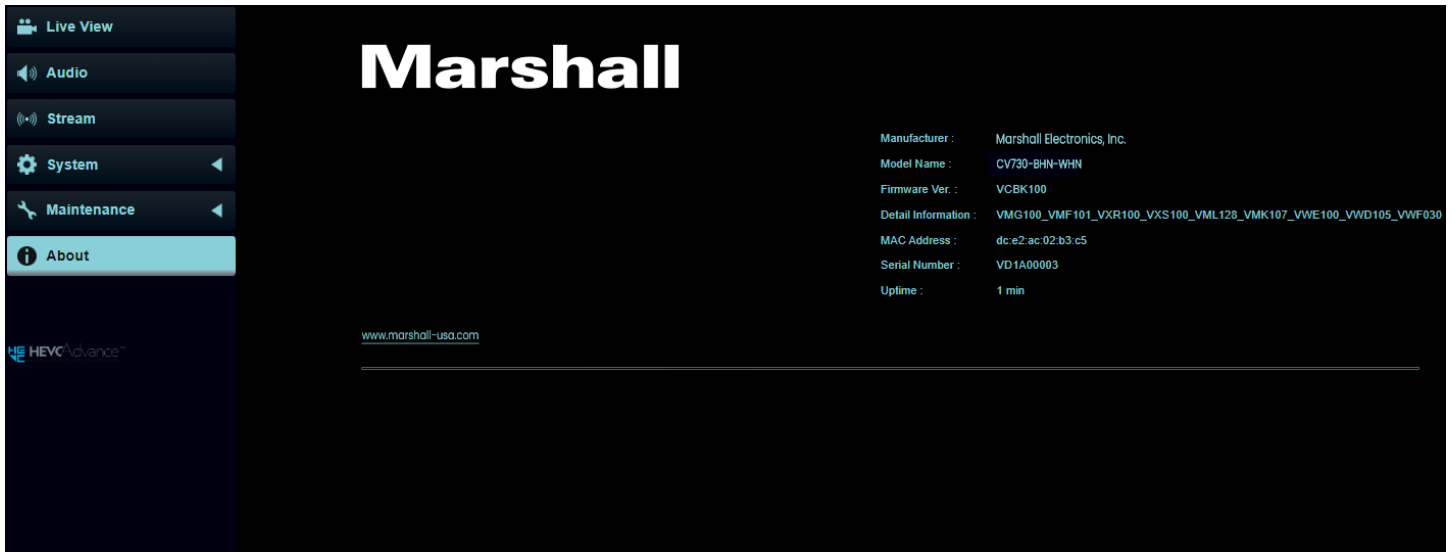 Live View
Audio
Stream
System
Maintenance
About
HEVC Advance™
Marshall
Manufacturer : Marshall Electronics, Inc.
Model Name : CV730-BHN-WHN
Firmware Ver. : VCBK100
Detail Information : VMG100_VMF101_VXR100_VXS100_VML128_VMK107_VWE100_VWD105_VWF030
MAC Address : dc:e2:ac:02:b3:c5
Serial Number : VD1A00003
Uptime : 1 min
www.marshall-usa.com